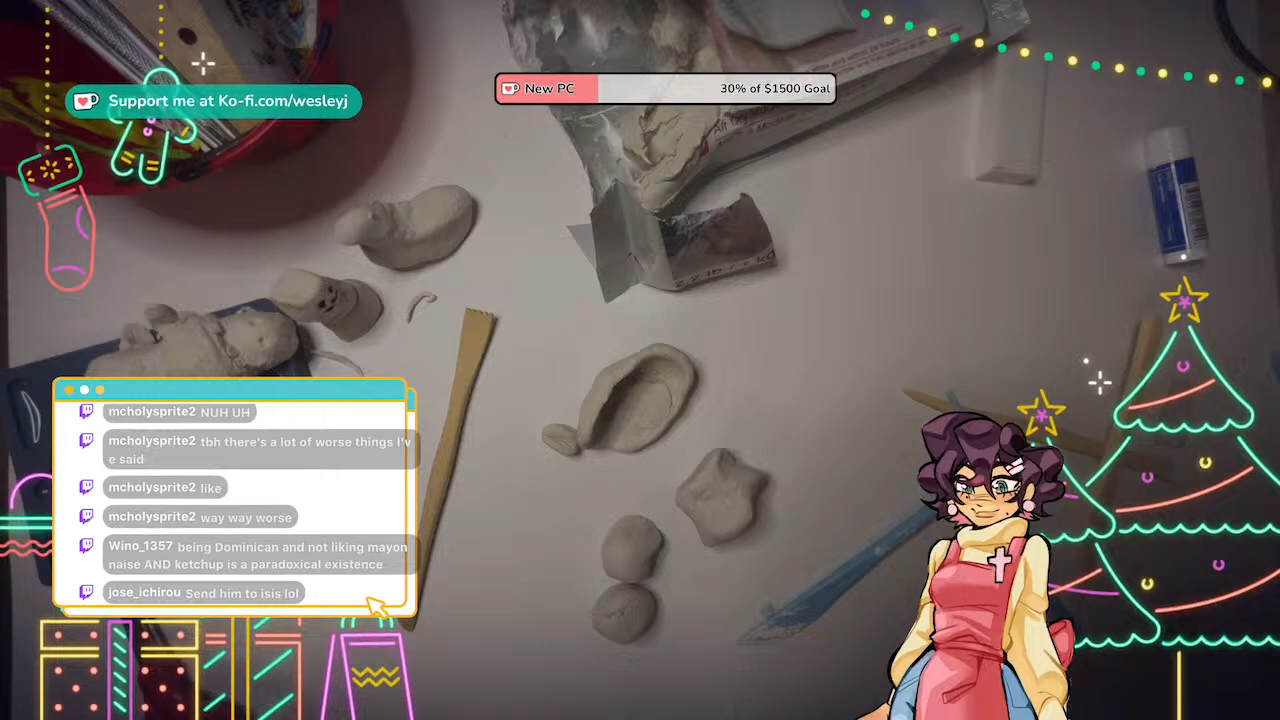 Support me at Ko-fi.com/wesleyj
New PC
30% of $1500 Goal
mcholysprite2 NUH UH
mcholysprite2 tbh there's a lot of worse things I'v
e said
mcholysprite2 like
mcholysprite2 way way worse
Wino_1357 being Dominican and not liking mayon
naise AND ketchup is a paradoxical existence
jose_ichirou Send him to isis lol